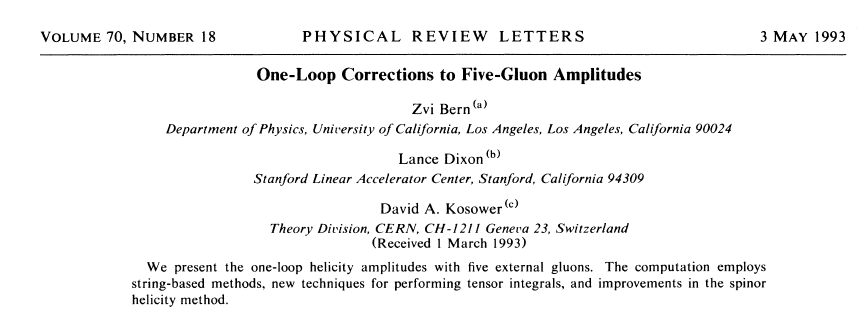 VOLUME 70, NUMBER 18 PHYSICAL REVIEW LETTERS 3 MAY 1993
One-Loop Corrections to Five-Gluon Amplitudes
Zvi Bern (a)
Department of Physics, University of California, Los Angeles, Los Angeles, California 90024
Lance Dixon (b)
Stanford Linear Accelerator Center, Stanford, California 94309
David A. Kosower (c)
Theory Division, CERN, CH-1211 Geneva 23, Switzerland
(Received 1 March 1993)
We present the one-loop helicity amplitudes with five external gluons. The computation employs
string-based methods, new techniques for performing tensor integrals, and improvements in the spinor
helicity method.